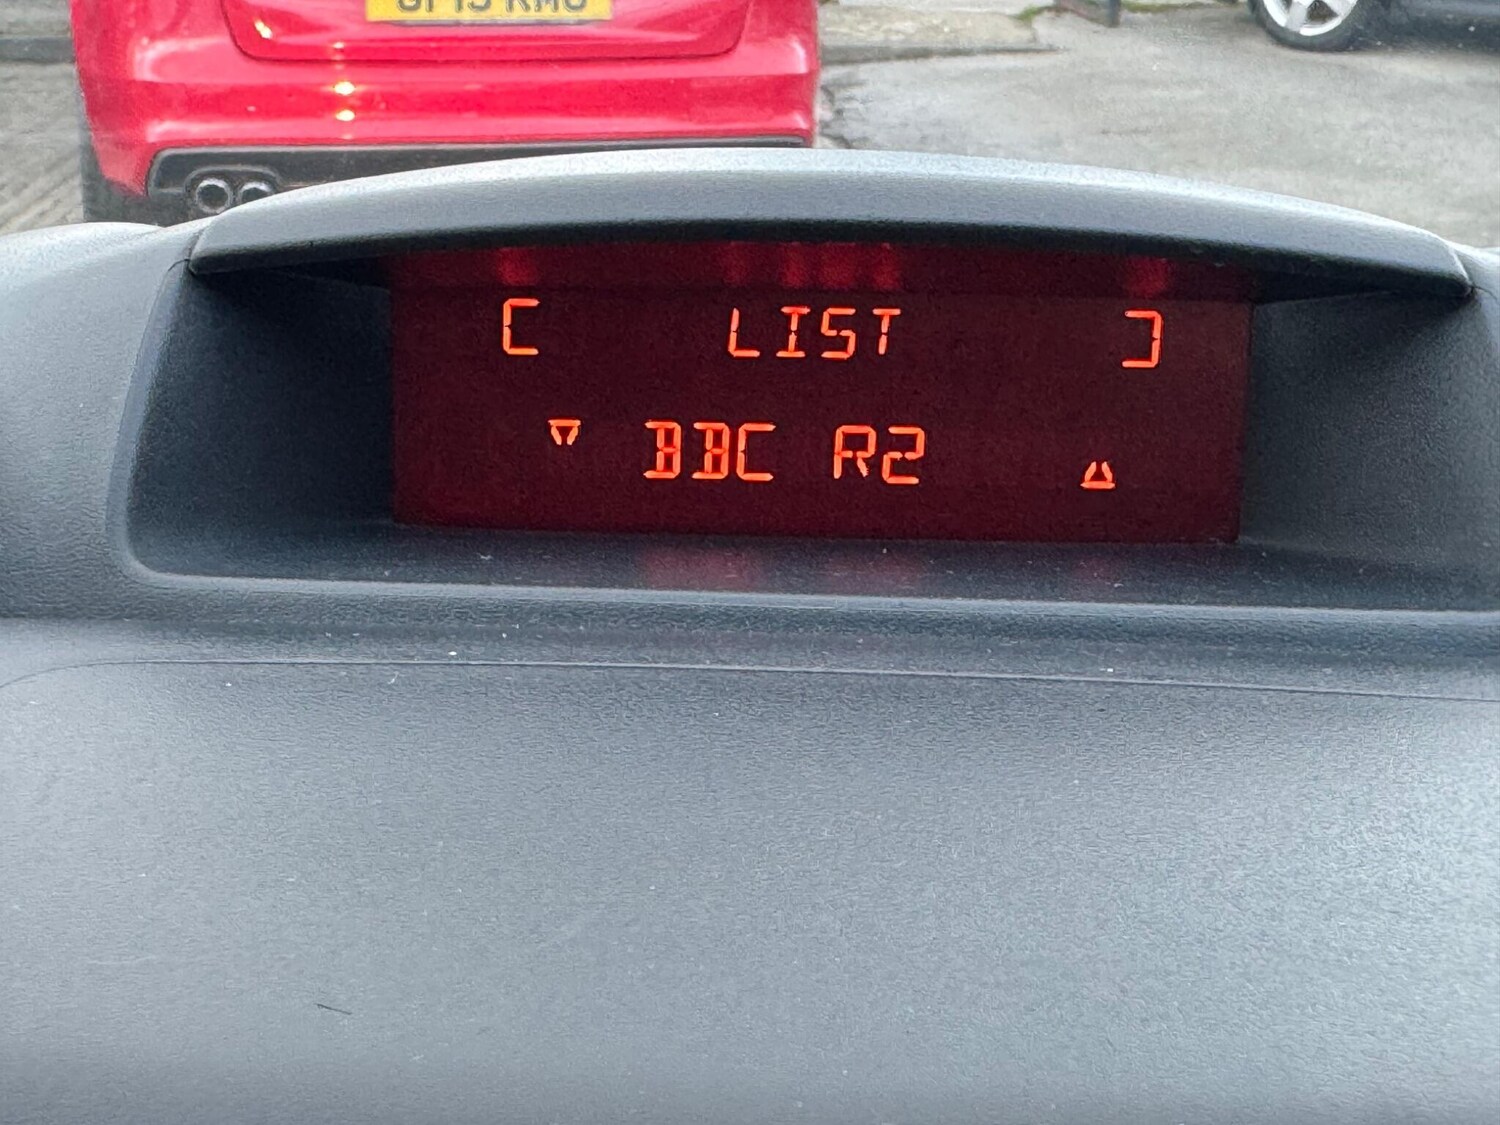 [ LIST ]
▽ BBC R2 △